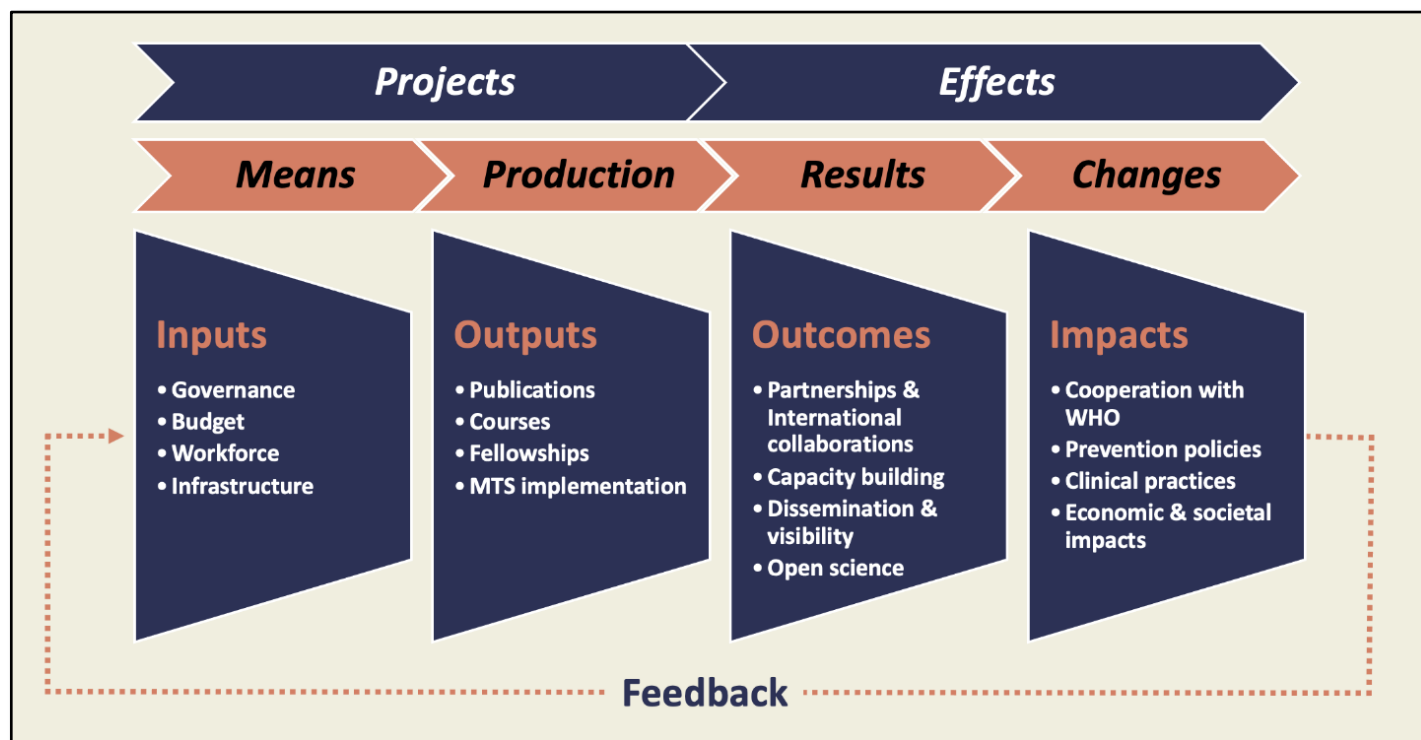 Projects
Effects
Means
Production
Results
Changes
Inputs
• Governance
• Budget
• Workforce
• Infrastructure
Outputs
• Publications
• Courses
• Fellowships
• MTS implementation
Outcomes
• Partnerships &
International
collaborations
• Capacity building
• Dissemination &
visibility
• Open science
Impacts
• Cooperation with
WHO
• Prevention policies
• Clinical practices
• Economic & societal
impacts
Feedback